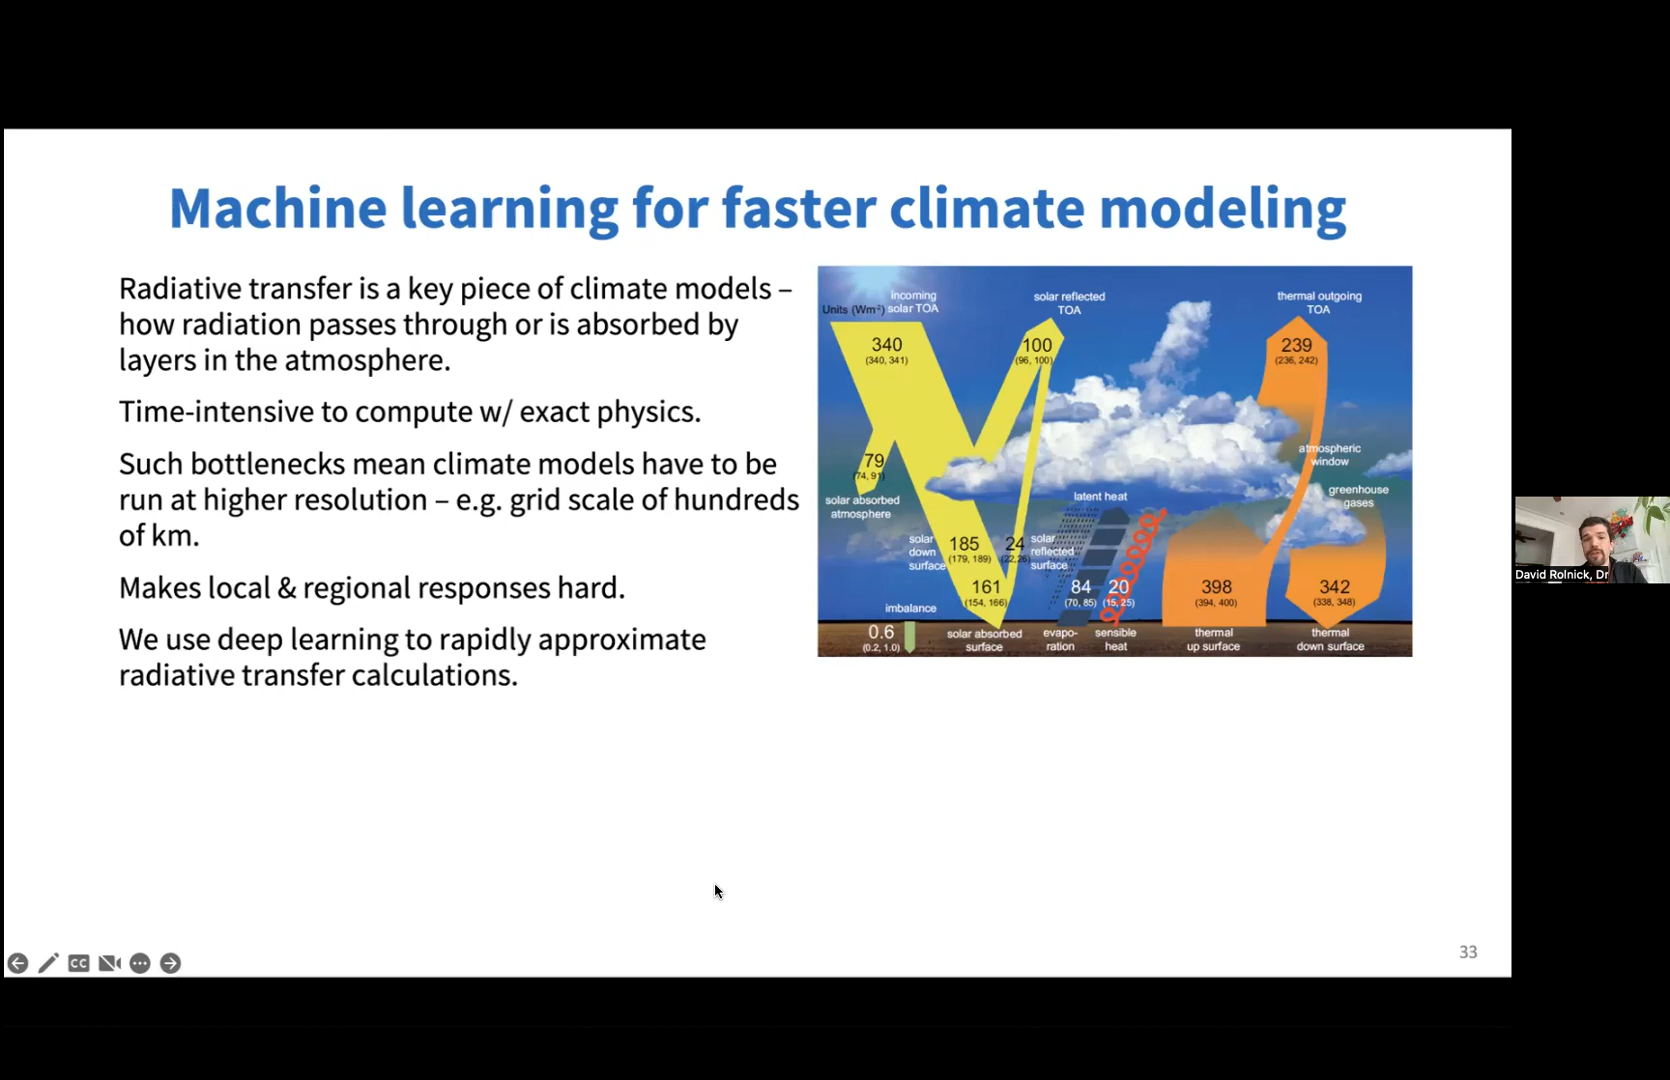 Machine learning for faster climate modeling
Radiative transfer is a key piece of climate models –
how radiation passes through or is absorbed by
layers in the atmosphere.
Time-intensive to compute w/ exact physics.
Such bottlenecks mean climate models have to be
run at higher resolution – e.g. grid scale of hundreds
of km.
Makes local & regional responses hard.
We use deep learning to rapidly approximate
radiative transfer calculations.
Units (Wm⁻²)
incoming
solar TOA
340
(340, 341)
solar reflected
TOA
100
(96, 100)
thermal outgoing
TOA
239
(236, 242)
79
(74, 91)
solar absorbed
atmosphere
atmospheric
window
greenhouse
gases
latent heat
solar
down
surface
185
(179, 189)
24
(22,26)
solar
reflected
surface
161
(154, 166)
84
(70, 85)
20
(15, 25)
398
(394, 400)
342
(338, 348)
imbalance
0.6
(0.2, 1.0)
solar absorbed
surface
evapo-
ration
sensible
heat
thermal
up surface
thermal
down surface
David Rolnick, Dr
CC
33